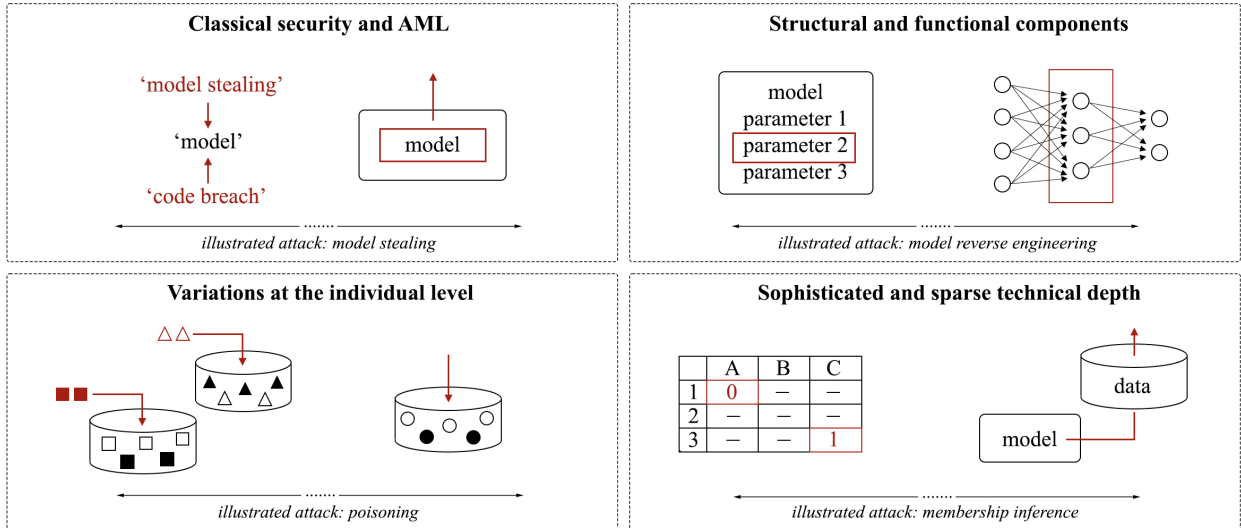 Classical security and AML
‘model stealing’
‘model’
‘code breach’
model
illustrated attack: model stealing
Structural and functional components
model
parameter 1
parameter 2
parameter 3
illustrated attack: model reverse engineering
Variations at the individual level
illustrated attack: poisoning
Sophisticated and sparse technical depth
A B C
1 0 – –
2 – – –
3 – – 1
data
model
illustrated attack: membership inference